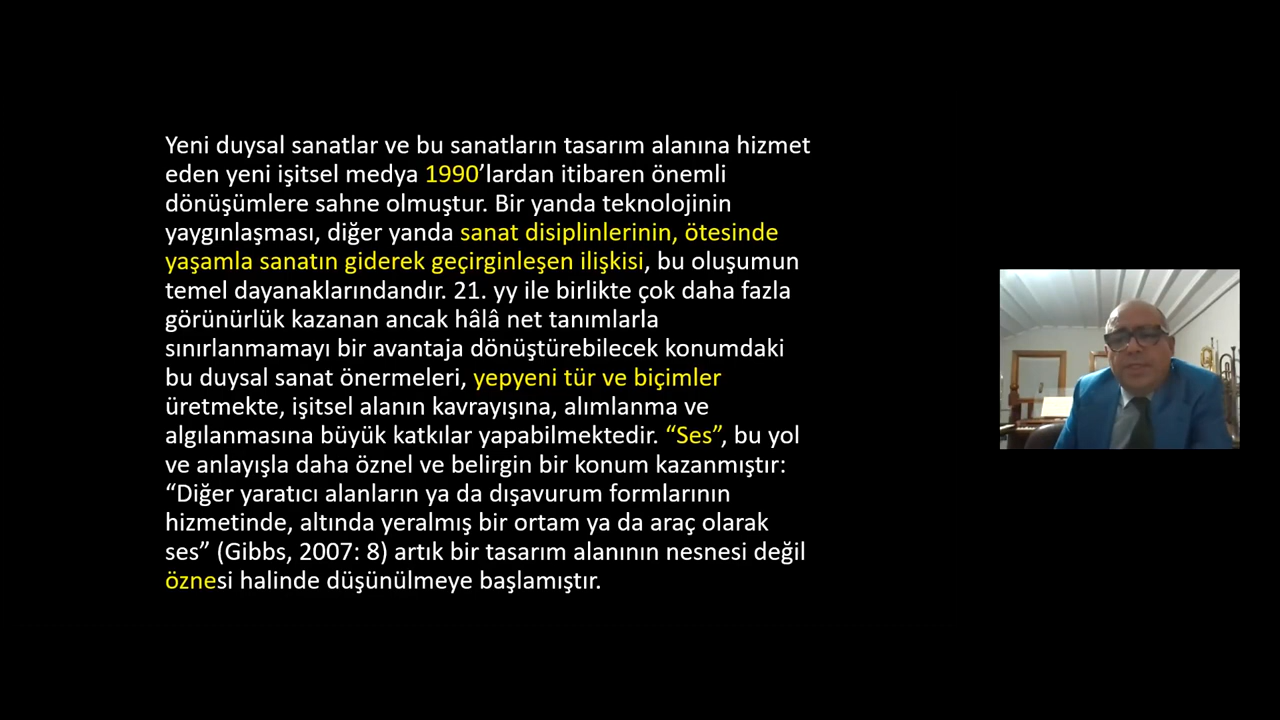 Yeni duysal sanatlar ve bu sanatların tasarım alanına hizmet
eden yeni işitsel medya 1990’lardan itibaren önemli
dönüşümlere sahne olmuştur. Bir yanda teknolojinin
yaygınlaşması, diğer yanda sanat disiplinlerinin, ötesinde
yaşamla sanatın giderek geçirginleşen ilişkisi, bu oluşumun
temel dayanaklarındandır. 21. yy ile birlikte çok daha fazla
görünürlük kazanan ancak hâlâ net tanımlarla
sınırlanmamayı bir avantaja dönüştürebilecek konumdaki
bu duysal sanat önermeleri, yepyeni tür ve biçimler
üretmekte, işitsel alanın kavrayışına, alımlanma ve
algılanmasına büyük katkılar yapabilmektedir. “Ses”, bu yol
ve anlayışla daha öznel ve belirgin bir konum kazanmıştır:
“Diğer yaratıcı alanların ya da dışavurum formlarının
hizmetinde, altında yeralmış bir ortam ya da araç olarak
ses” (Gibbs, 2007: 8) artık bir tasarım alanının nesnesi değil
öznesi halinde düşünülmeye başlamıştır.